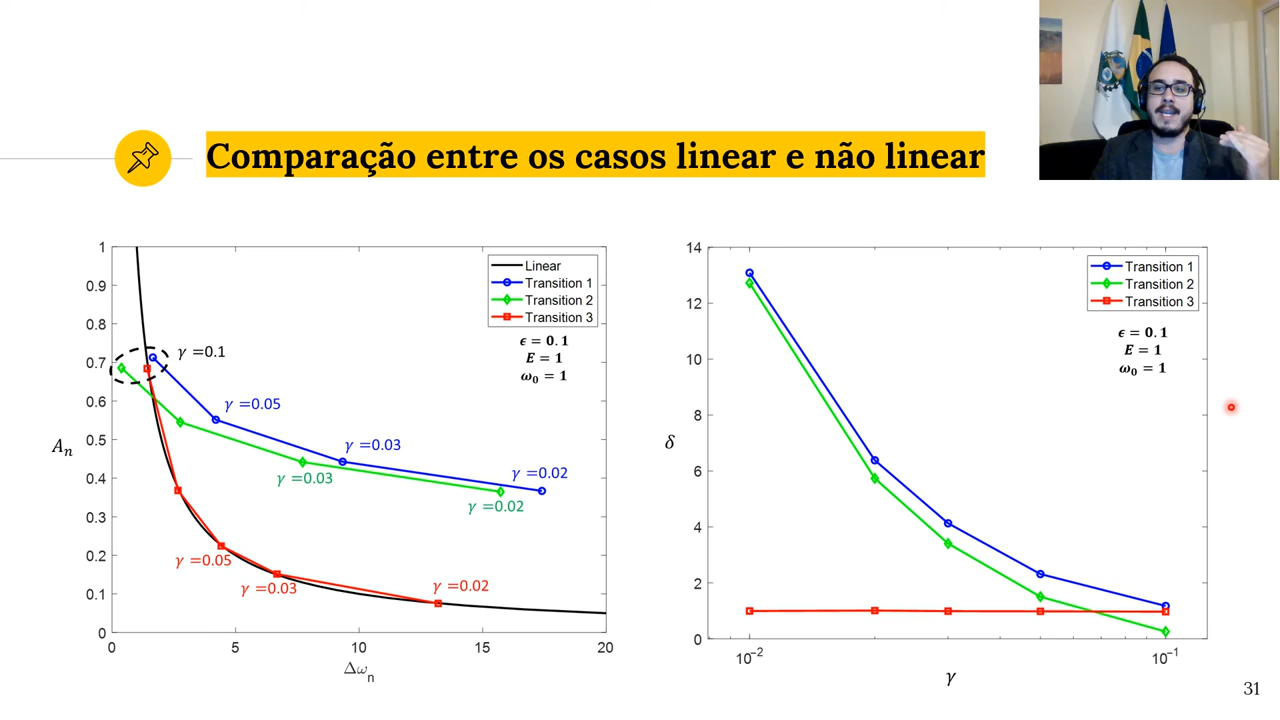 Comparação entre os casos linear e não linear
1
0.9
0.8
0.7
0.6
0.5
0.4
0.3
0.2
0.1
0
Aₙ
0 5 10 15 20
Δωₙ
Linear
Transition 1
Transition 2
Transition 3
ϵ = 0.1
E = 1
ω₀ = 1
γ =0.1
γ =0.05
γ =0.03
γ =0.02
γ =0.03
γ =0.02
γ =0.05
γ =0.03
γ =0.02
14
12
10
8
6
4
2
0
δ
10⁻² 10⁻¹
γ
Transition 1
Transition 2
Transition 3
ϵ = 0.1
E = 1
ω₀ = 1
31